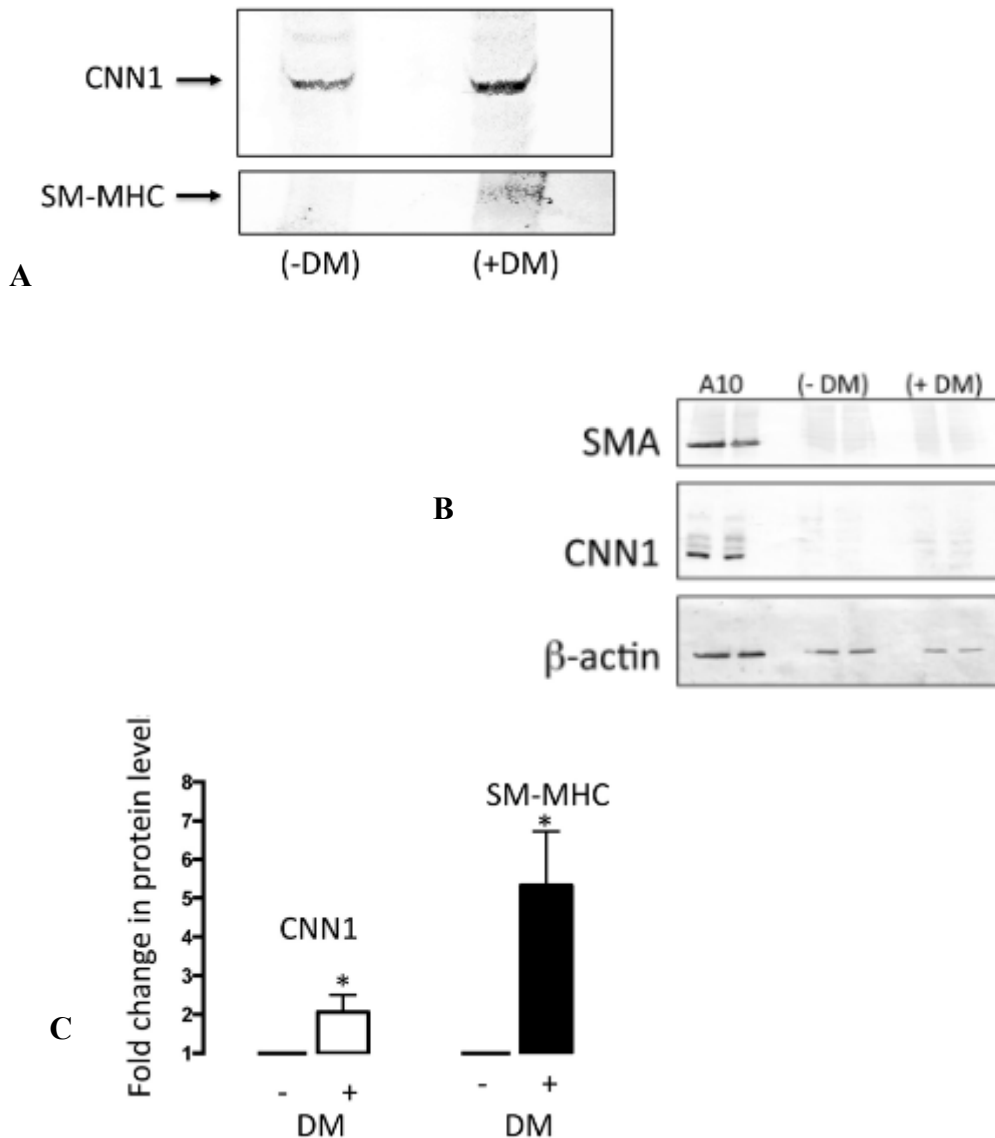 CNN1
SM-MHC
(-DM) (+DM)
A
A10 (- DM) (+ DM)
SMA
B
CNN1
β-actin
Fold change in protein level
8
7
6
5
4
3
2
1
SM-MHC
*
CNN1
*
C
- + - +
DM DM